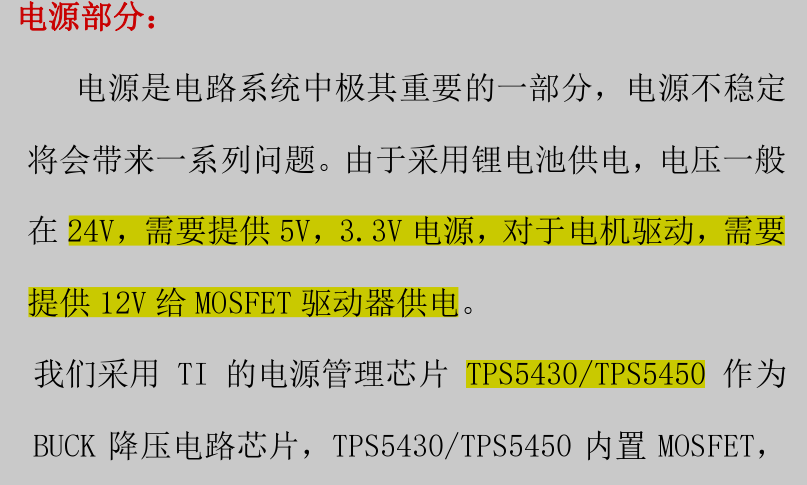 电源部分：
电源是电路系统中极其重要的一部分，电源不稳定
将会带来一系列问题。由于采用锂电池供电，电压一般
在 24V，需要提供 5V，3.3V 电源，对于电机驱动，需要
提供 12V 给 MOSFET 驱动器供电。
我们采用 TI 的电源管理芯片 TPS5430/TPS5450 作为
BUCK 降压电路芯片，TPS5430/TPS5450 内置 MOSFET，